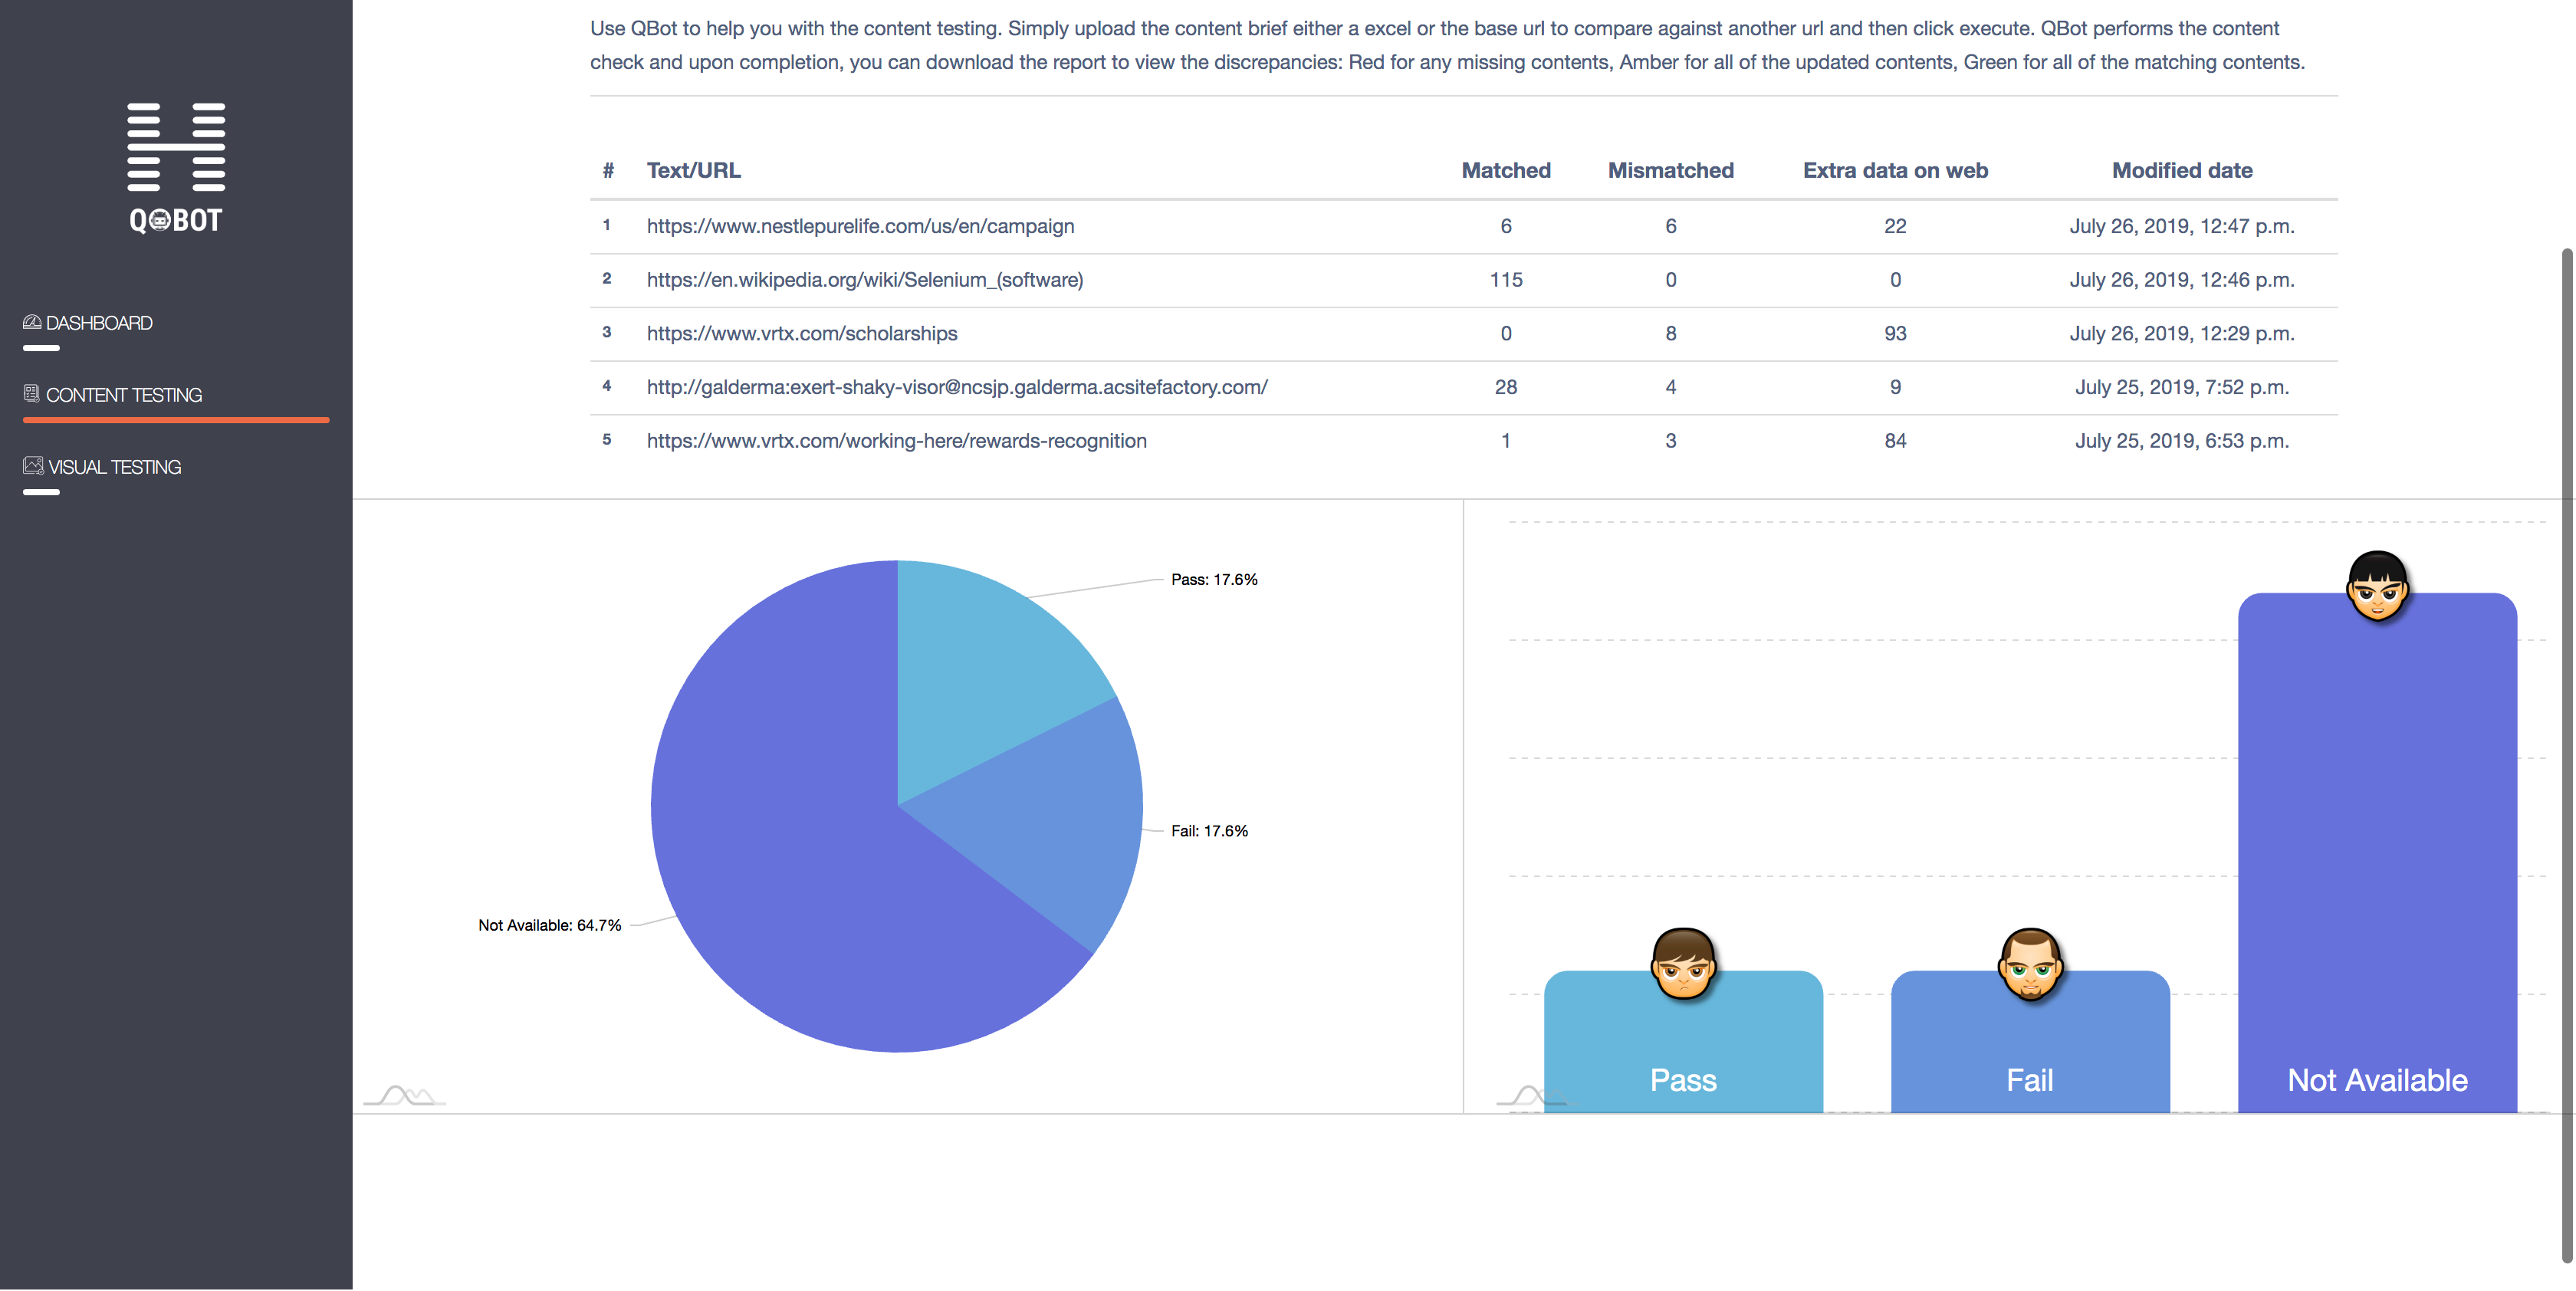 Use QBot to help you with the content testing. Simply upload the content brief either a excel or the base url to compare against another url and then click execute. QBot performs the content
check and upon completion, you can download the report to view the discrepancies: Red for any missing contents, Amber for all of the updated contents, Green for all of the matching contents.
QBOT
DASHBOARD
CONTENT TESTING
VISUAL TESTING
# Text/URL Matched Mismatched Extra data on web Modified date
1 https://www.nestlepurelife.com/us/en/campaign 6 6 22 July 26, 2019, 12:47 p.m.
2 https://en.wikipedia.org/wiki/Selenium_(software) 115 0 0 July 26, 2019, 12:46 p.m.
3 https://www.vrtx.com/scholarships 0 8 93 July 26, 2019, 12:29 p.m.
4 http://galderma:exert-shaky-visor@ncsjp.galderma.acsitefactory.com/ 28 4 9 July 25, 2019, 7:52 p.m.
5 https://www.vrtx.com/working-here/rewards-recognition 1 3 84 July 25, 2019, 6:53 p.m.
Pass: 17.6%
Fail: 17.6%
Not Available: 64.7%
Pass
Fail
Not Available